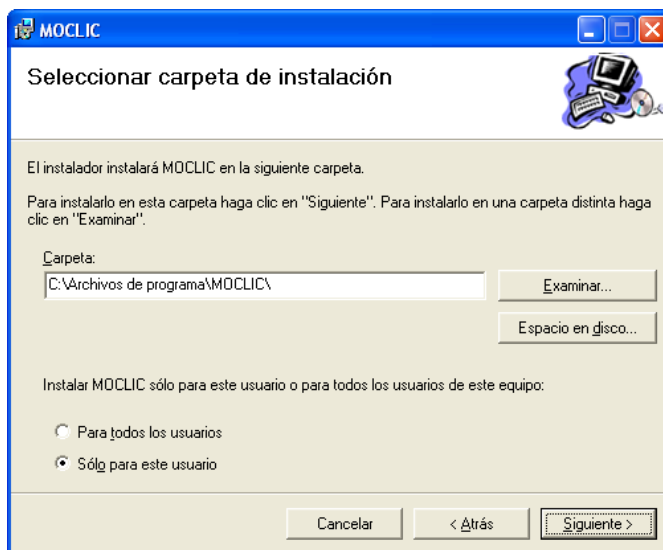 MOCLIC
Seleccionar carpeta de instalación
El instalador instalará MOCLIC en la siguiente carpeta.
Para instalarlo en esta carpeta haga clic en "Siguiente". Para instalarlo en una carpeta distinta haga
clic en "Examinar".
Carpeta:
C:\Archivos de programa\MOCLIC\
Examinar...
Espacio en disco...
Instalar MOCLIC sólo para este usuario o para todos los usuarios de este equipo:
Para todos los usuarios
Sólo para este usuario
Cancelar
< Atrás
Siguiente >